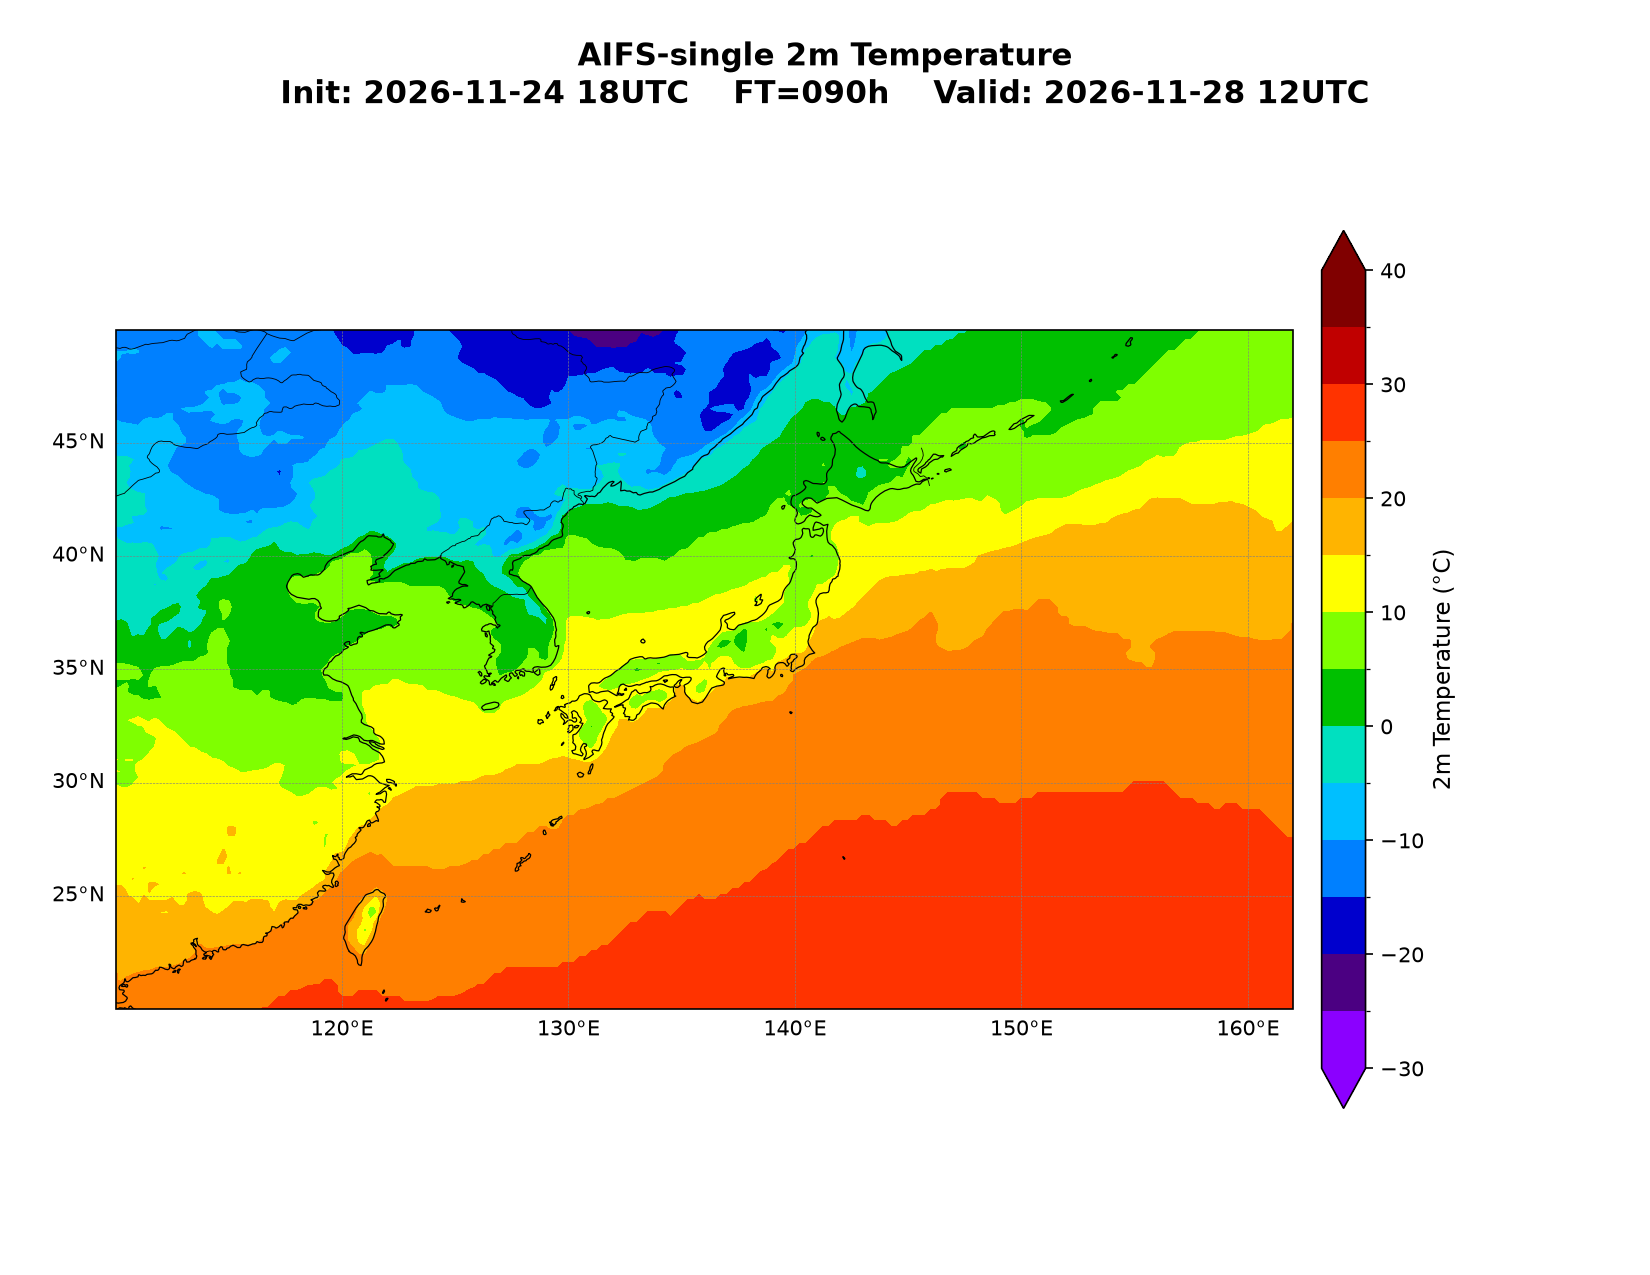 AIFS-single 2m Temperature
Init: 2026-11-24 18UTC    FT=090h    Valid: 2026-11-28 12UTC
45°N
40°N
35°N
30°N
25°N
120°E
130°E
140°E
150°E
160°E
40
30
20
10
0
−10
−20
−30
2m Temperature (°C)